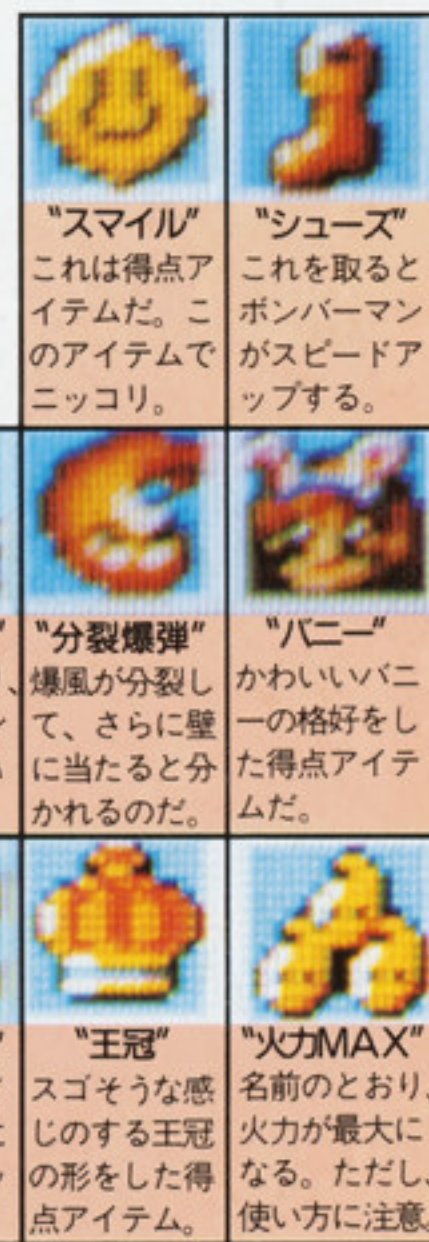 “スマイル”
これは得点ア
イテムだ。こ
のアイテムで
ニッコリ。
“シューズ”
これを取ると
ボンバーマン
がスピードア
ップする。
“分裂爆弾”
爆風が分裂し
て、さらに壁
に当たると分
かれるのだ。
“バニー”
かわいいバニ
ーの格好をし
た得点アイテ
ムだ。
“王冠”
スゴそうな感
じのする王冠
の形をした得
点アイテム。
“火力MAX”
名前のとおり、
火力が最大に
なる。ただし、
使い方に注意。